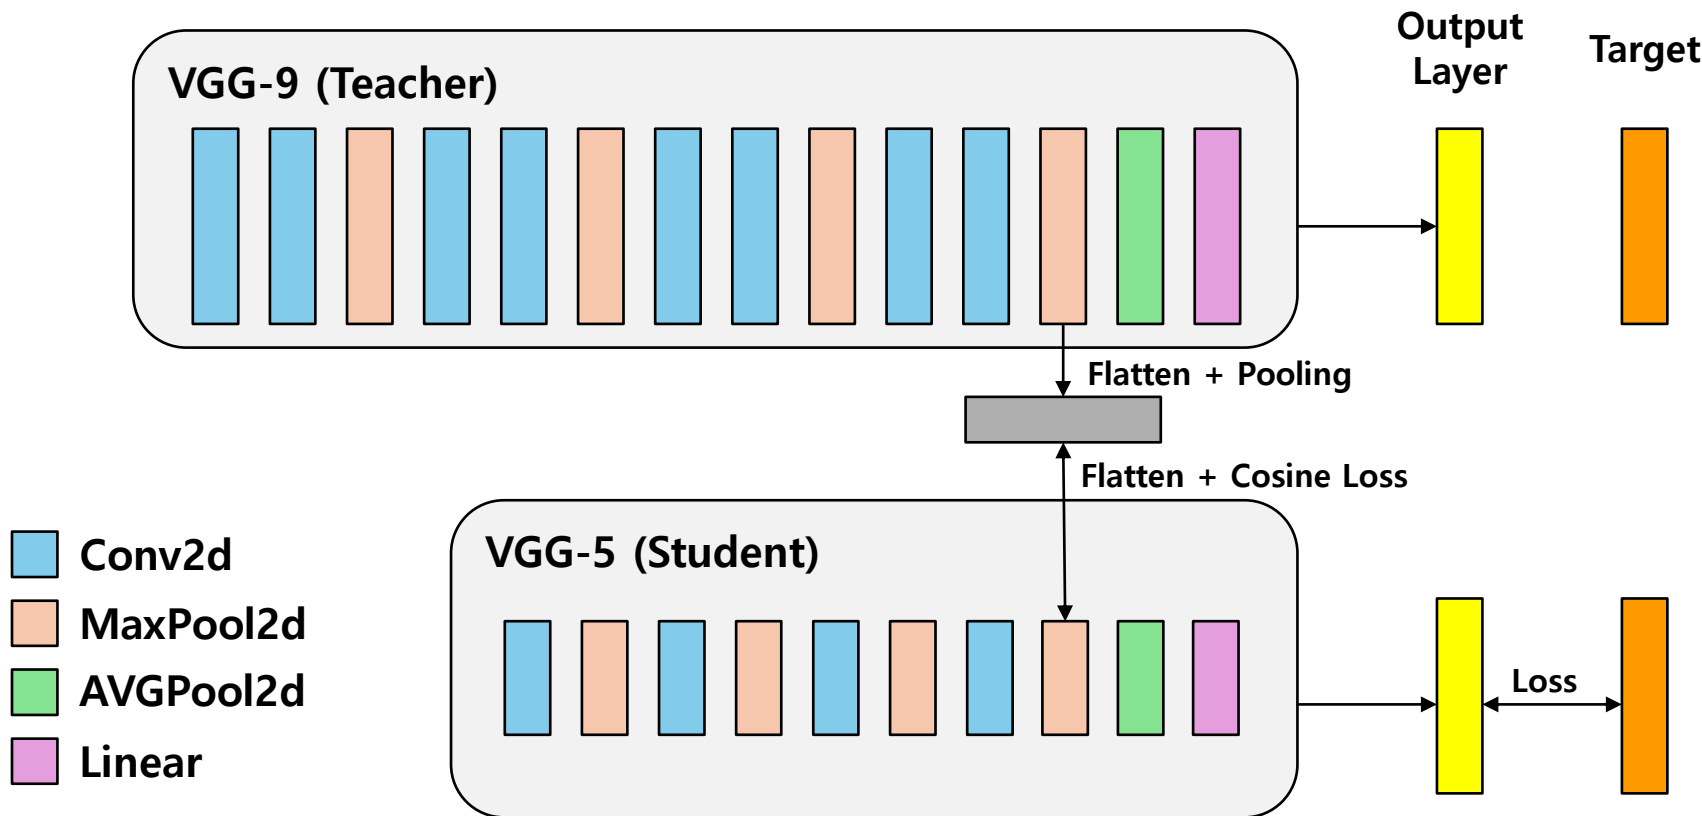 Output
Layer
Target
VGG-9 (Teacher)
Flatten + Pooling
Flatten + Cosine Loss
VGG-5 (Student)
Conv2d
MaxPool2d
AVGPool2d
Linear
Loss